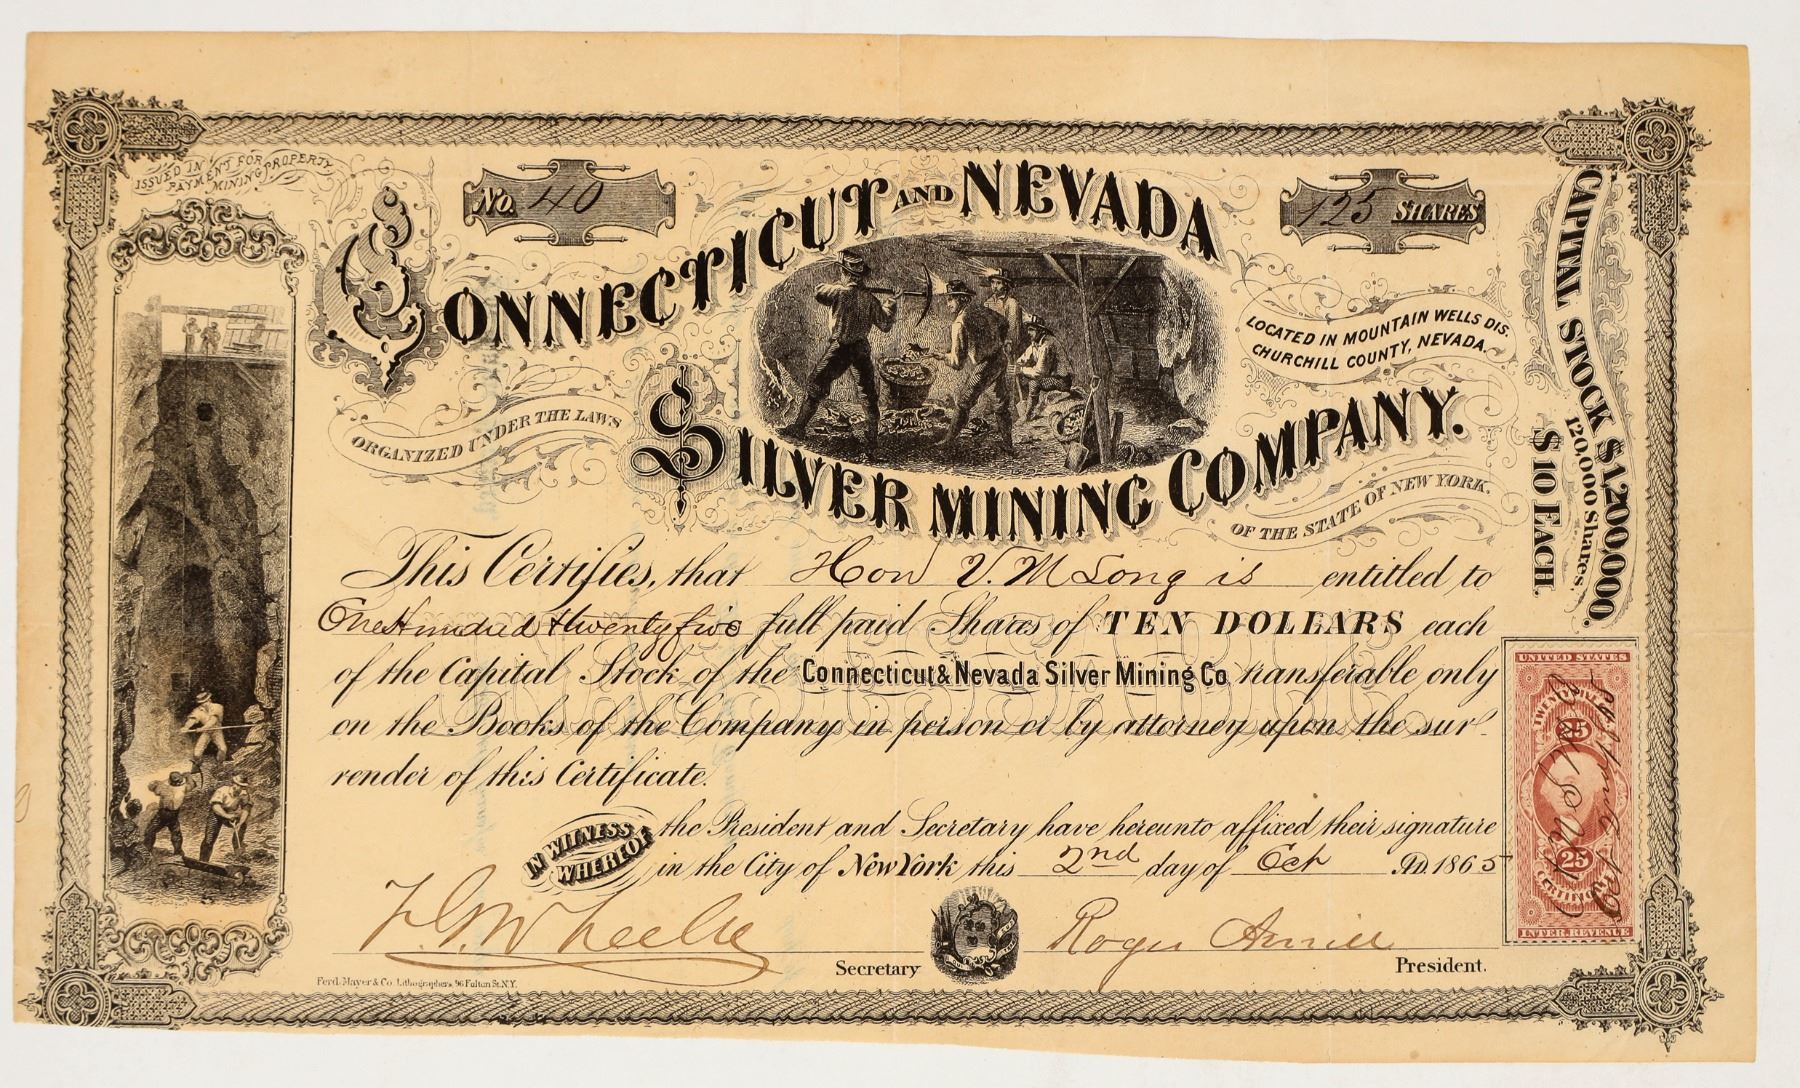 ISSUED IN PAYMENT FOR
MINING PROPERTY
No. 40
125 SHARES
CONNECTICUT AND NEVADA
SILVER MINING COMPANY.
LOCATED IN MOUNTAIN WELLS DIS.
CHURCHILL COUNTY, NEVADA.
ORGANIZED UNDER THE LAWS
OF THE STATE OF NEW YORK.
CAPITAL STOCK $1,200,000.
120,000 Shares,
$10 EACH.
This Certifies, that Hon V. M Long is entitled to
One Hundred & twenty five full paid Shares of TEN DOLLARS each
of the Capital Stock of the Connecticut & Nevada Silver Mining Co. transferable only
on the Books of the Company in person or by attorney upon the sur-
render of this Certificate.
IN WITNESS WHEREOF the President and Secretary have hereunto affixed their signature
in the City of New York this 2nd day of Oct A.D. 1865
Secretary
Roger
President.
Ferd. Mayer & Co. Lithographers, 96 Fulton St. N.Y.
UNITED STATES
25
25
INTER. REVENUE